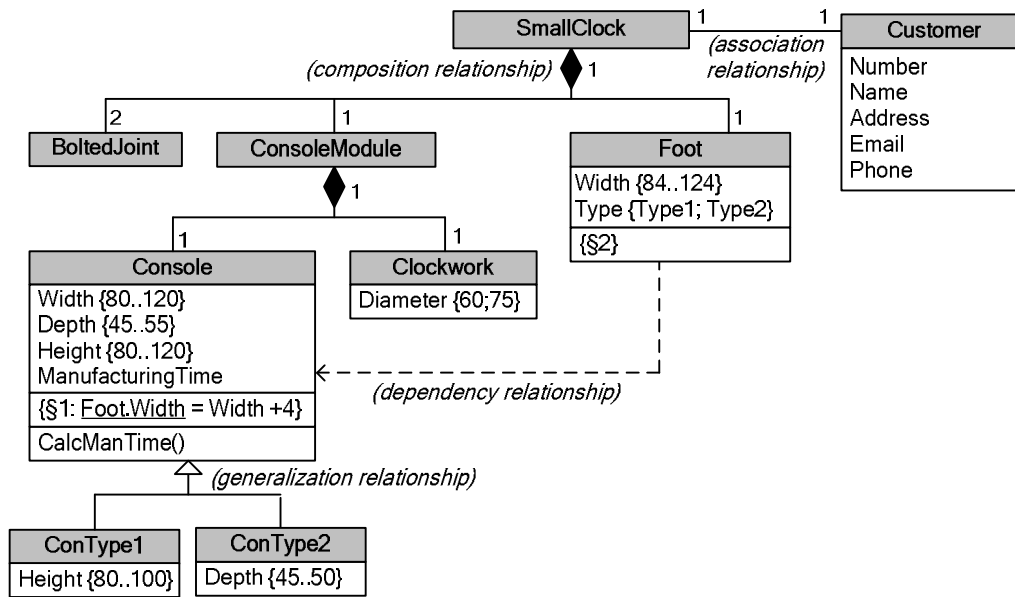 SmallClock
1
1
Customer
(association
relationship)
Number
Name
Address
Email
Phone
(composition relationship)
1
2
1
1
BoltedJoint
ConsoleModule
Foot
Width {84..124}
Type {Type1; Type2}
{§2}
1
1
1
Console
Width {80..120}
Depth {45..55}
Height {80..120}
ManufacturingTime
{§1: Foot.Width = Width +4}
CalcManTime()
Clockwork
Diameter {60;75}
(dependency relationship)
(generalization relationship)
ConType1
Height {80..100}
ConType2
Depth {45..50}